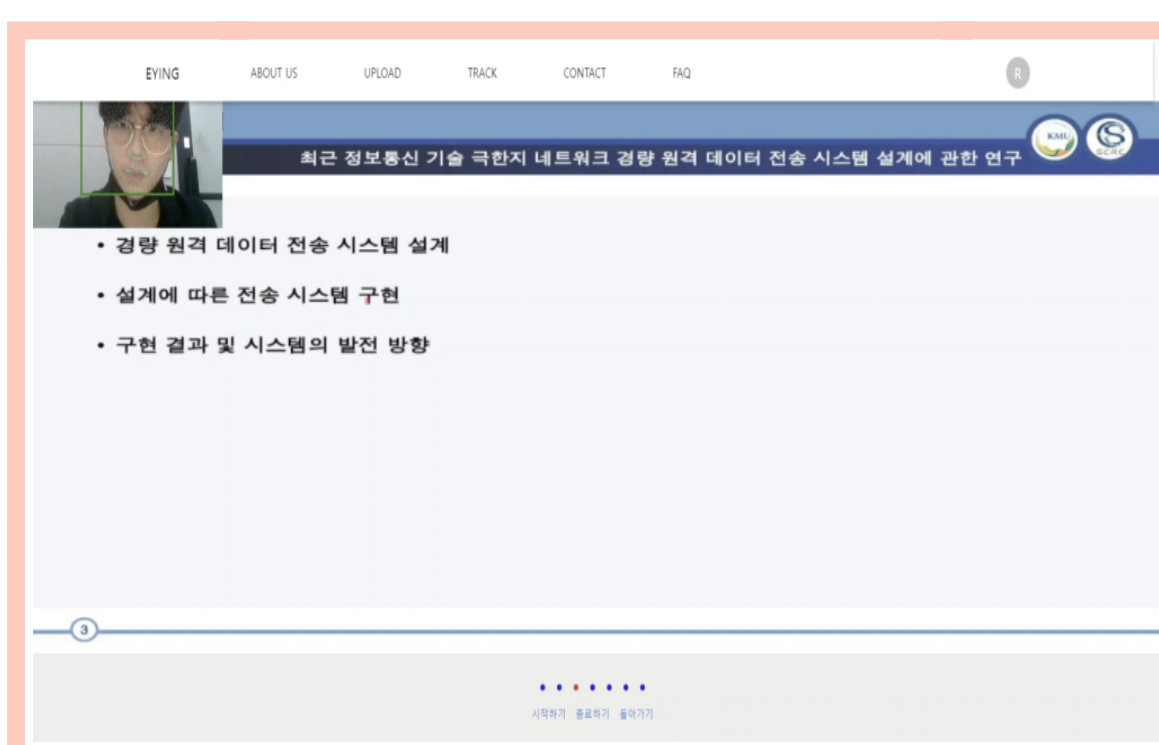 EYING ABOUT US UPLOAD TRACK CONTACT FAQ R
KMU
SCRC
최근 정보통신 기술 극한지 네트워크 경량 원격 데이터 전송 시스템 설계에 관한 연구
• 경량 원격 데이터 전송 시스템 설계
• 설계에 따른 전송 시스템 구현
• 구현 결과 및 시스템의 발전 방향
3
시작하기 종료하기 돌아가기